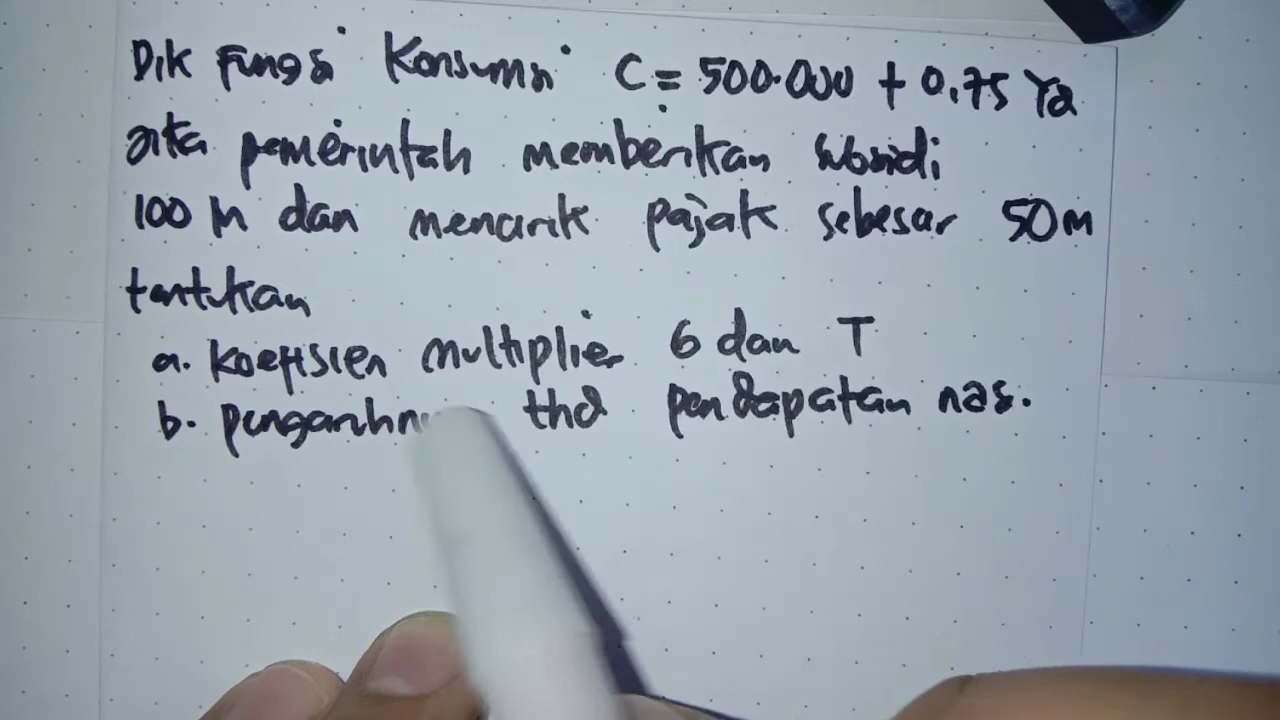 Dik Fungsi Konsumsi C = 500.000 + 0,75 Yd
Jika pemerintah memberikan subsidi
100 M dan menarik pajak sebesar 50 M
tentukan
a. Koefisien multiplier G dan T
b. thd pendapatan nas.